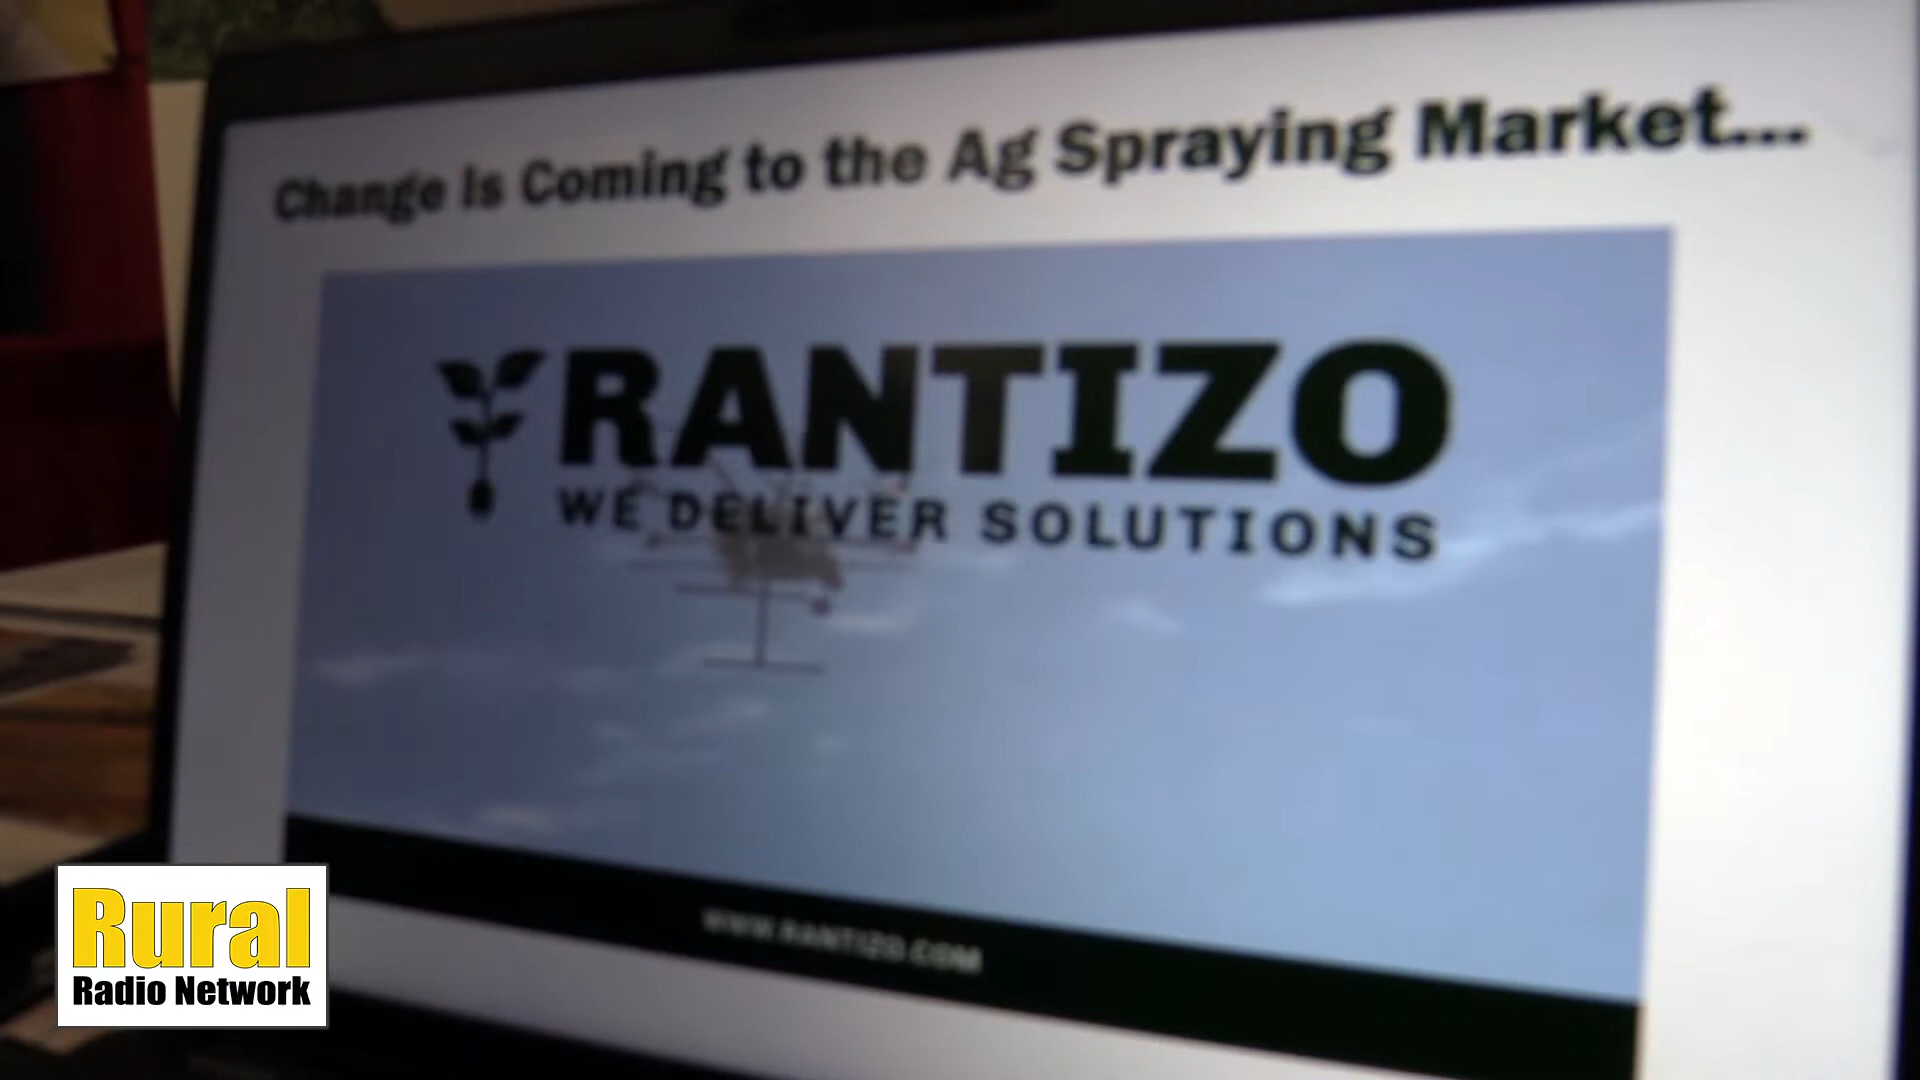 Change Is Coming to the Ag Spraying Market...
RANTIZO
WE DELIVER SOLUTIONS
WWW.RANTIZO.COM
Rural
Radio Network